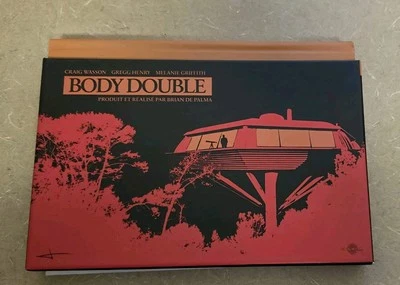 CRAIG WASSON GREGG HENRY MELANIE GRIFFITH
BODY DOUBLE
PRODUIT ET RÉALISÉ PAR BRIAN DE PALMA